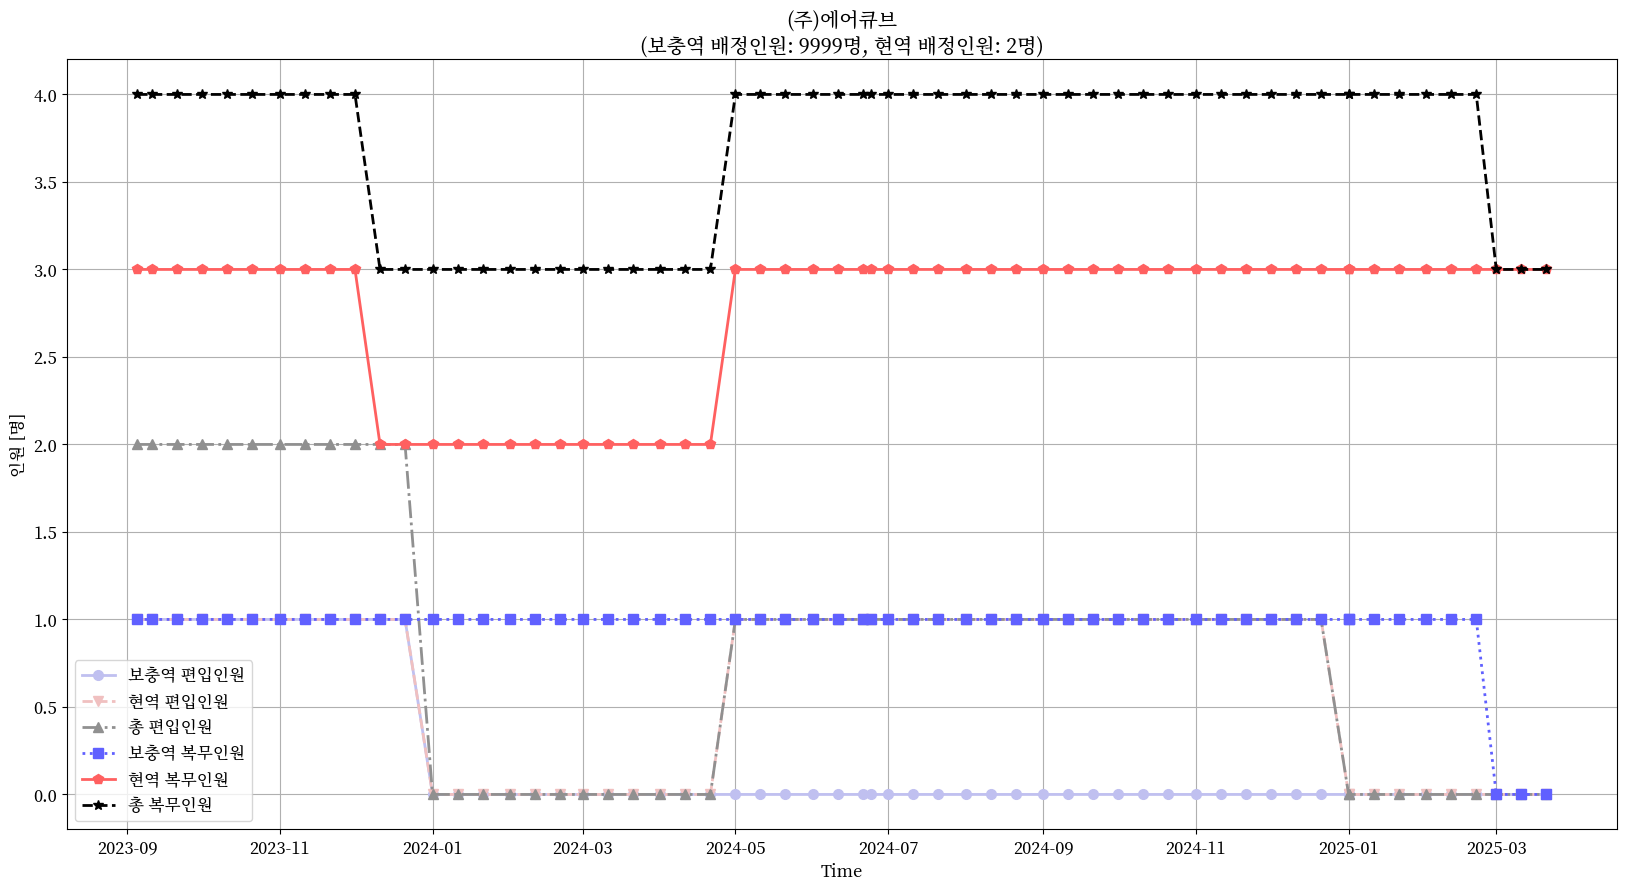 (주)에어큐브
(보충역 배정인원: 9999명, 현역 배정인원: 2명)
인원 [명]
4.0
3.5
3.0
2.5
2.0
1.5
1.0
0.5
0.0
보충역 편입인원
현역 편입인원
총 편입인원
보충역 복무인원
현역 복무인원
총 복무인원
2023-09
2023-11
2024-01
2024-03
2024-05
2024-07
2024-09
2024-11
2025-01
2025-03
Time